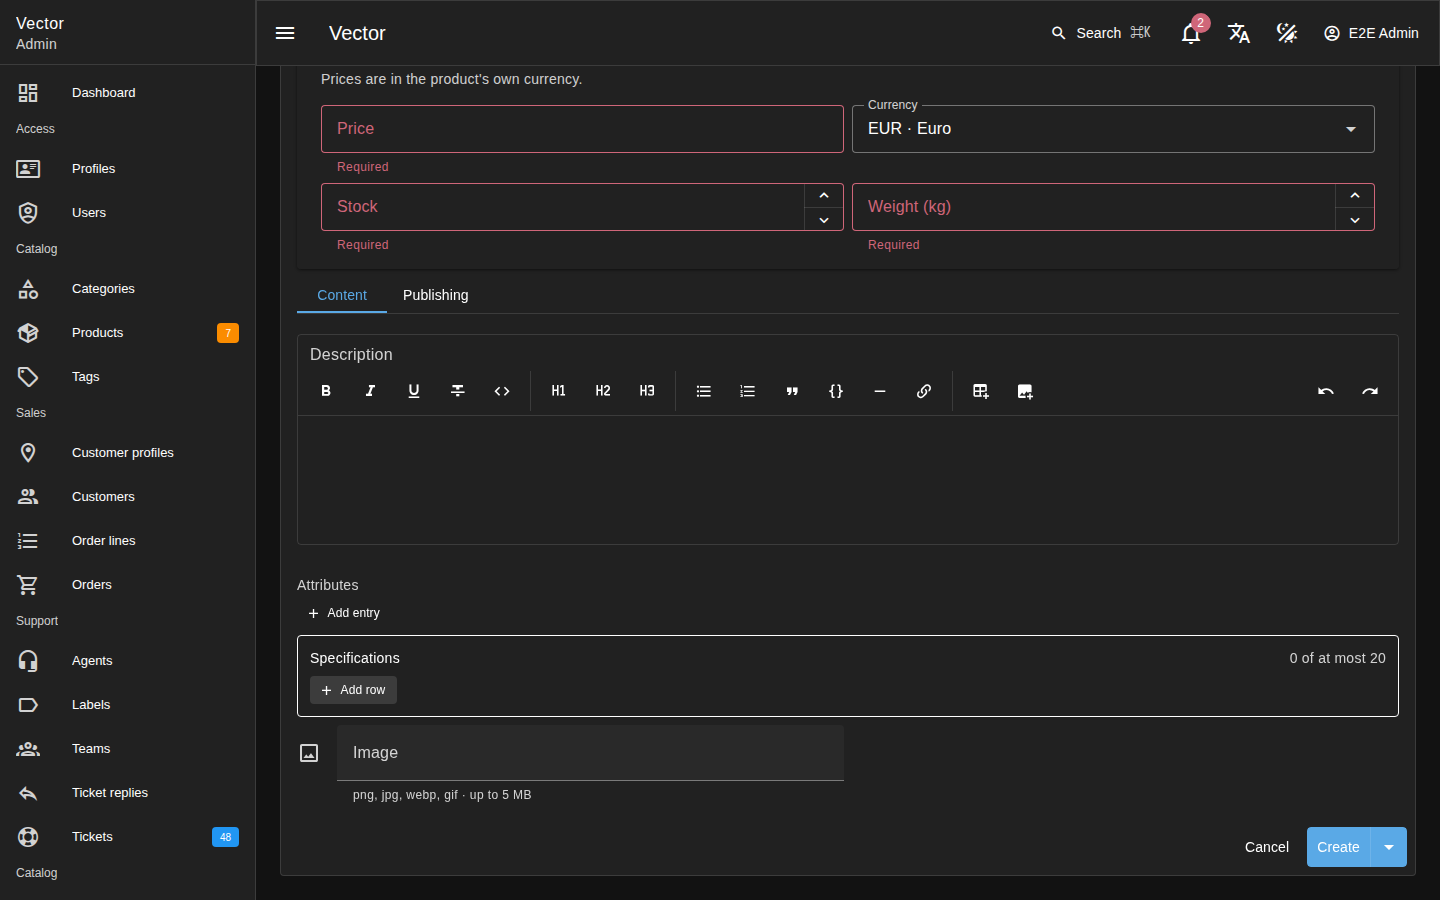 Vector
Admin
Dashboard
Access
Profiles
Users
Catalog
Categories
Products
7
Tags
Sales
Customer profiles
Customers
Order lines
Orders
Support
Agents
Labels
Teams
Ticket replies
Tickets
48
Catalog
Vector
Search ⌘K
2
E2E Admin
Prices are in the product's own currency.
Price
Required
Currency
EUR · Euro
Stock
Required
Weight (kg)
Required
Content
Publishing
Description
B I U S <> H1 H2 H3
Attributes
+ Add entry
Specifications
0 of at most 20
+ Add row
Image
png, jpg, webp, gif · up to 5 MB
Cancel
Create